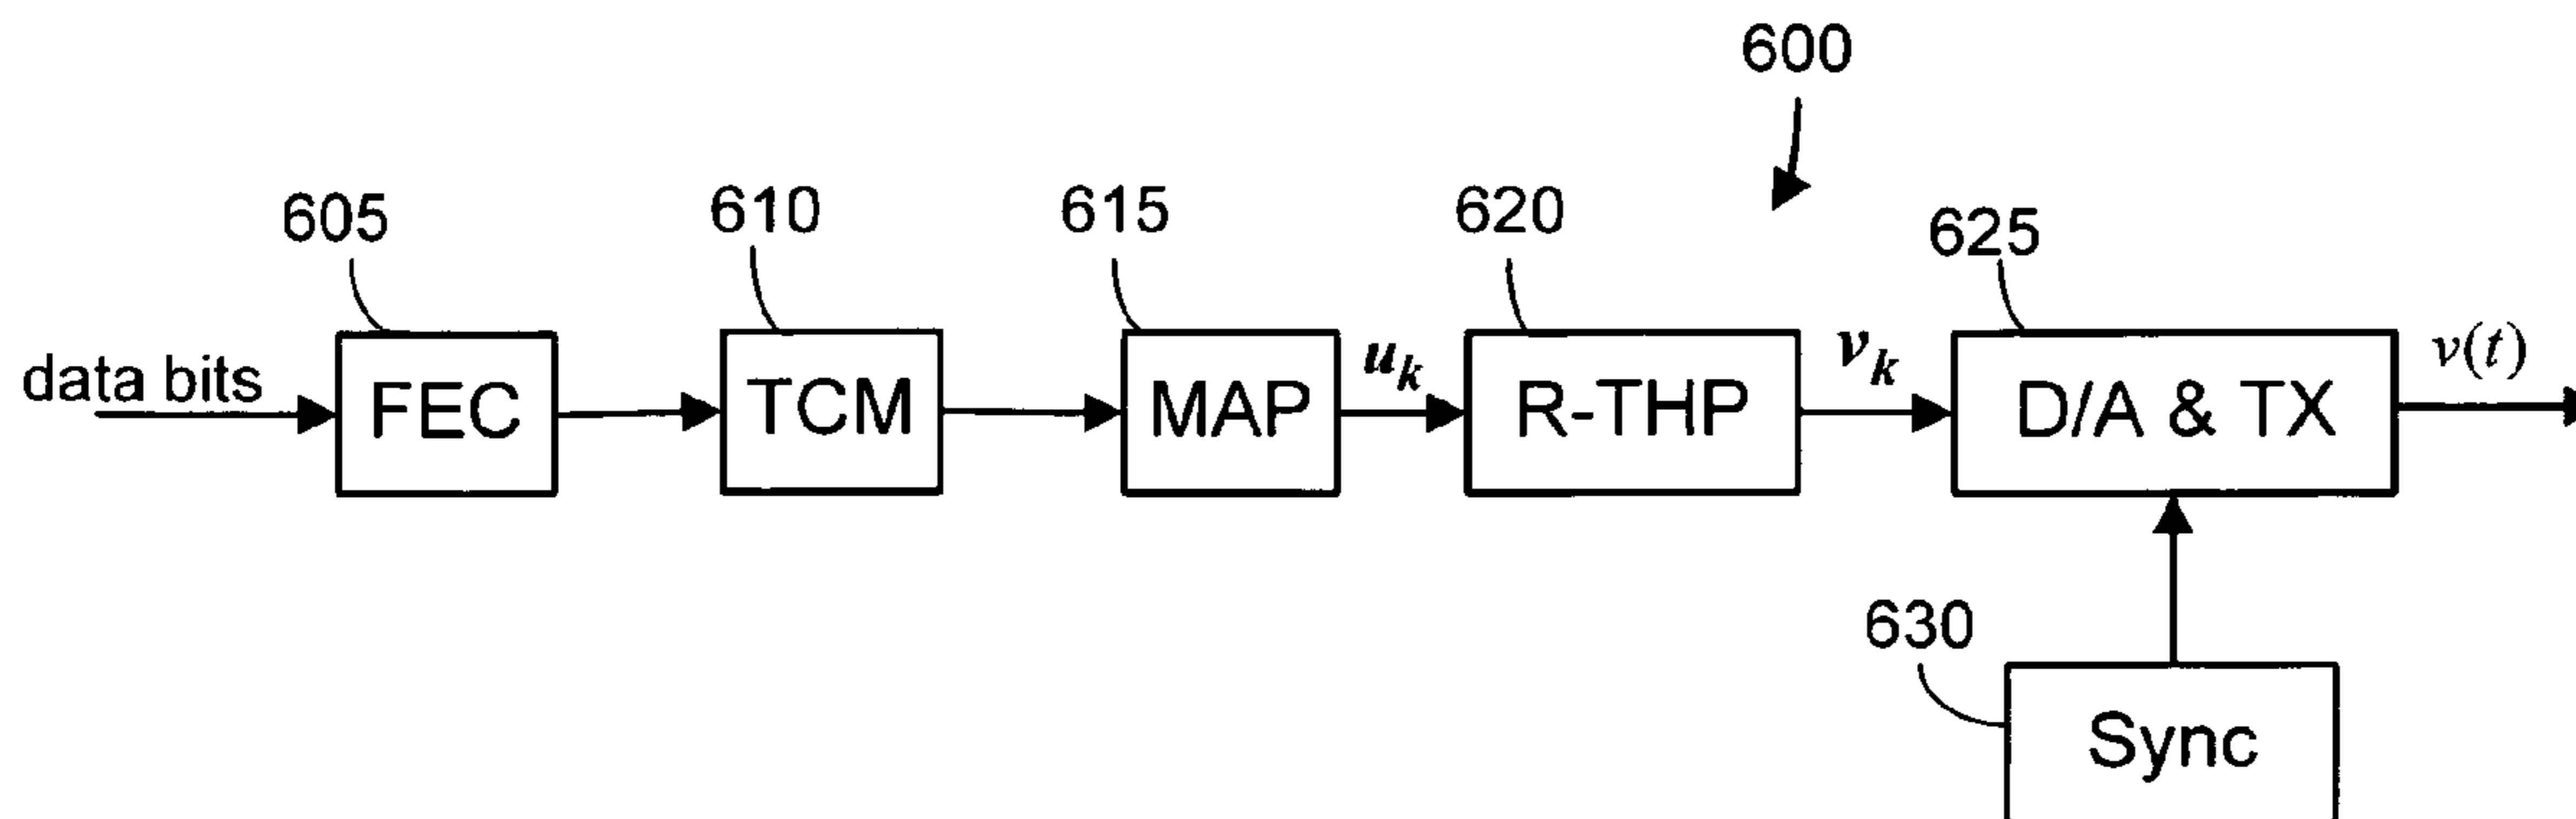 600
605
610
615
620
625
data bits
FEC
TCM
MAP
u_k
R-THP
v_k
D/A & TX
v(t)
630
Sync